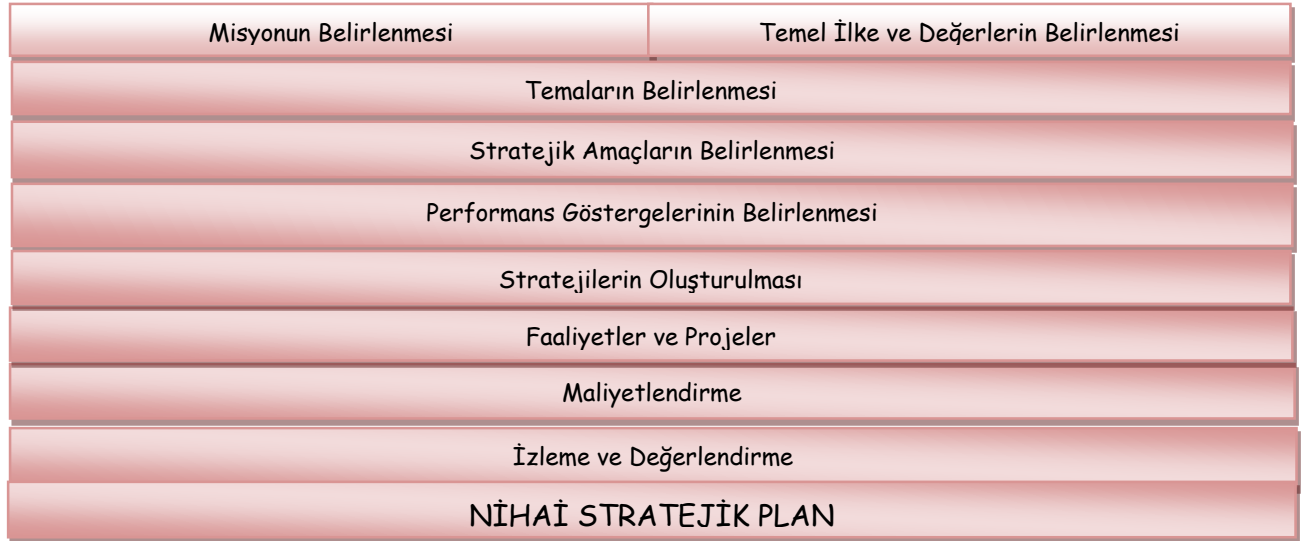 Misyonun Belirlenmesi
Temel İlke ve Değerlerin Belirlenmesi
Temaların Belirlenmesi
Stratejik Amaçların Belirlenmesi
Performans Göstergelerinin Belirlenmesi
Stratejilerin Oluşturulması
Faaliyetler ve Projeler
Maliyetlendirme
İzleme ve Değerlendirme
NİHAİ STRATEJİK PLAN